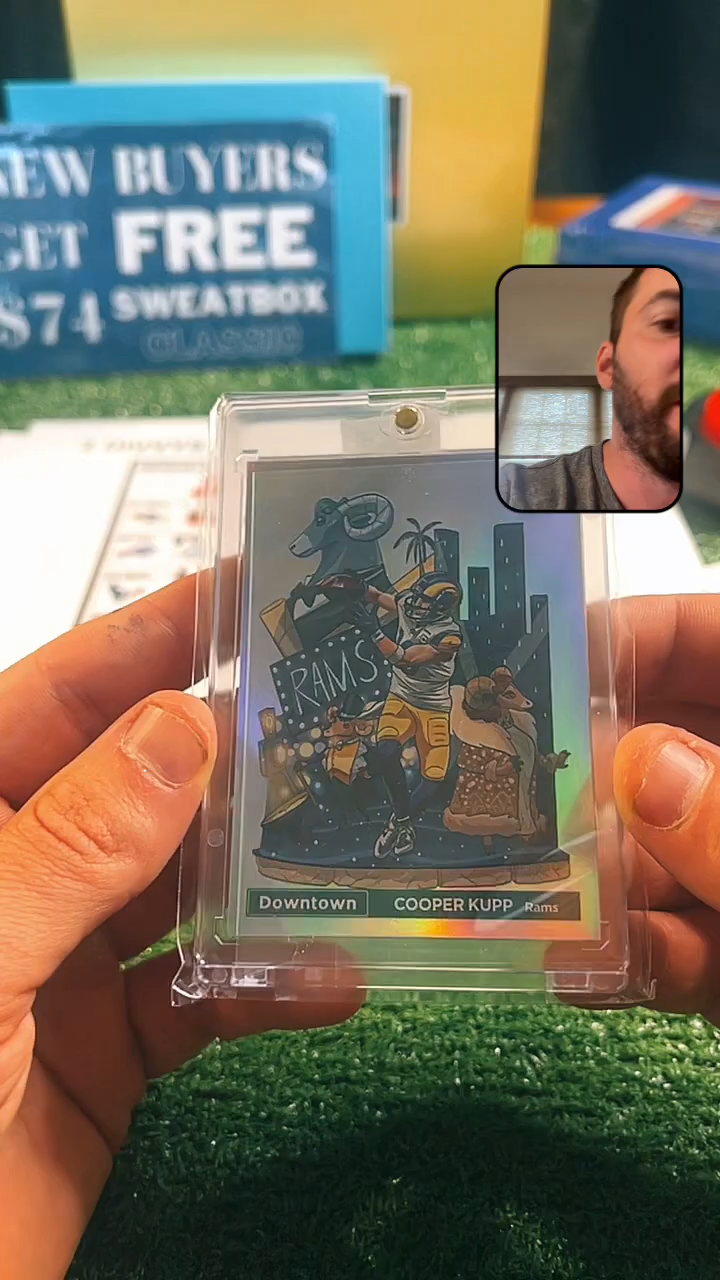 NEW BUYERS
GET FREE
$74 SWEATBOX
CLASSIC
RAMS
Downtown COOPER KUPP Rams